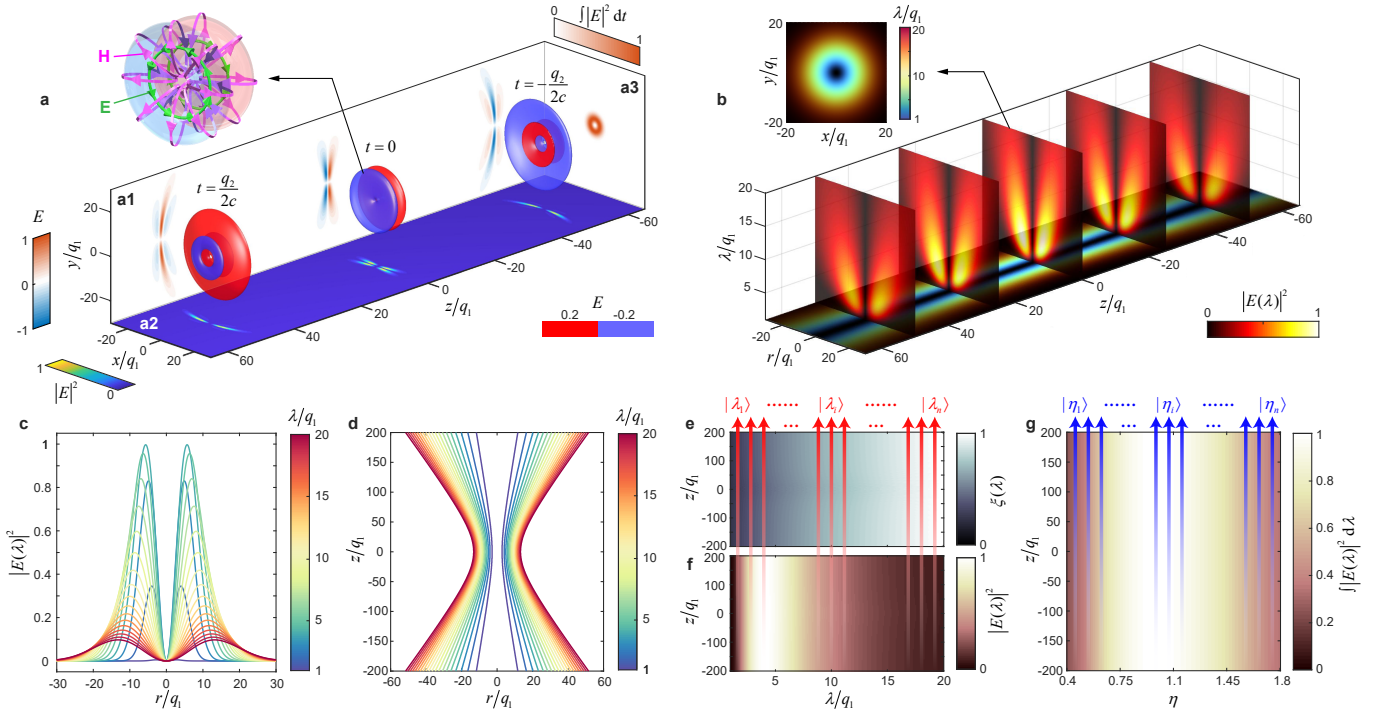 a
H
E
∫|E|² dt
0
1
a3
t = -q₂/2c
t = 0
t = q₂/2c
a1
a2
E
1
0
-1
y/q₁
20
0
-20
x/q₁
-20
0
20
z/q₁
60
40
20
0
-20
-40
-60
E
0.2
-0.2
1
|E|²
0
b
y/q₁
20
-20
-20
20
x/q₁
λ/q₁
20
10
1
λ/q₁
20
15
10
5
r/q₁
-20
0
20
z/q₁
60
40
20
0
-20
-40
-60
|E(λ)|²
0
1
c
|E(λ)|²
1
0.8
0.6
0.4
0.2
0
-30
-20
-10
0
10
20
30
r/q₁
λ/q₁
20
15
10
5
1
d
z/q₁
200
150
100
50
0
-50
-100
-150
-200
-60
-40
-20
0
20
40
60
r/q₁
λ/q₁
20
15
10
5
1
|λ₁⟩ ...... |λᵢ⟩ ...... |λₙ⟩
... ...
e
z/q₁
200
100
0
-100
-200
ξ(λ)
1
0
f
z/q₁
200
100
0
-100
-200
5
10
15
20
λ/q₁
|E(λ)|²
1
0
|η₁⟩ ...... |ηᵢ⟩ ...... |ηₙ⟩
... ...
g
z/q₁
200
150
100
50
0
-50
-100
-150
-200
0.4
0.75
1.1
1.45
1.8
η
∫|E(λ)|² dλ
1
0.8
0.6
0.4
0.2
0